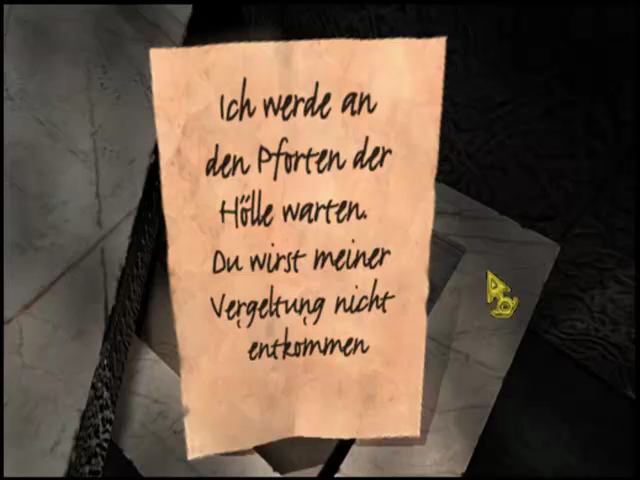 Ich werde an
den Pforten der
Hölle warten.
Du wirst meiner
Vergeltung nicht
entkommen